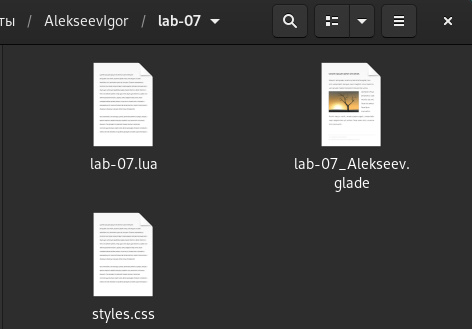 ты / AlekseevIgor / lab-07
lab-07.lua
lab-07_Alekseev.
glade
styles.css